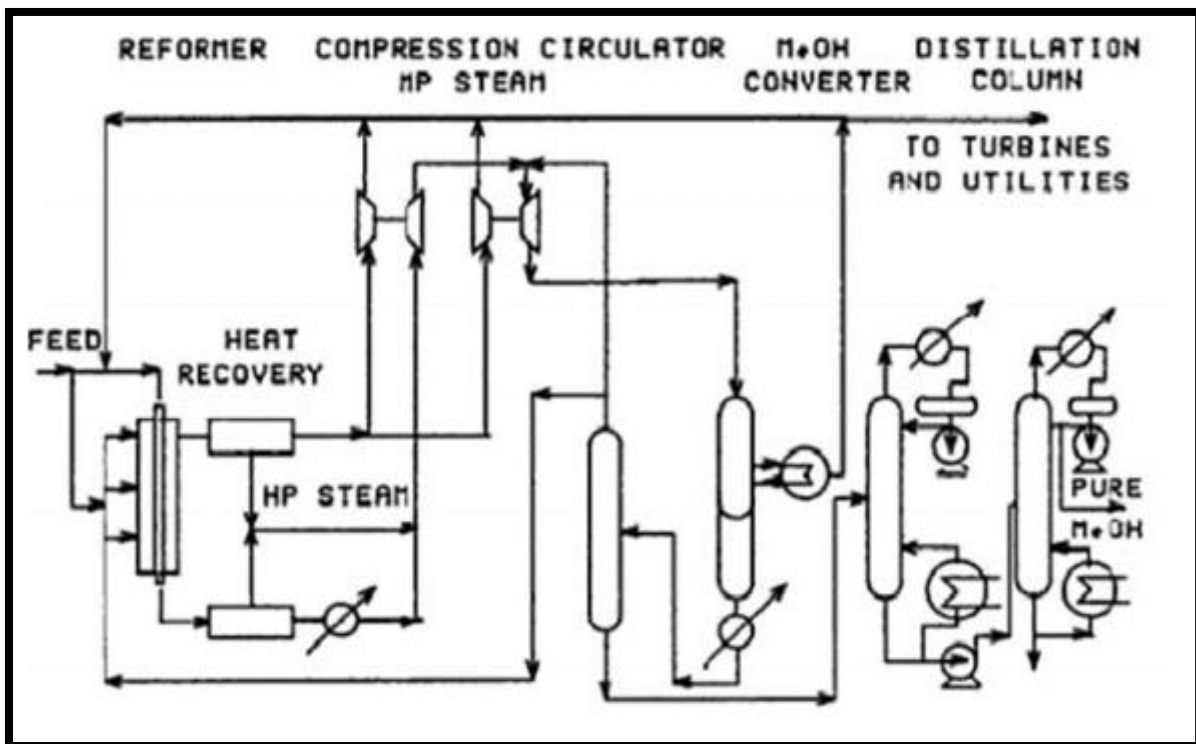 REFORMER COMPRESSION CIRCULATOR M.OH DISTILLATION
MP STEAM CONVERTER COLUMN
TO TURBINES
AND UTILITIES
FEED HEAT
RECOVERY
HP STEAM
PURE
M.OH